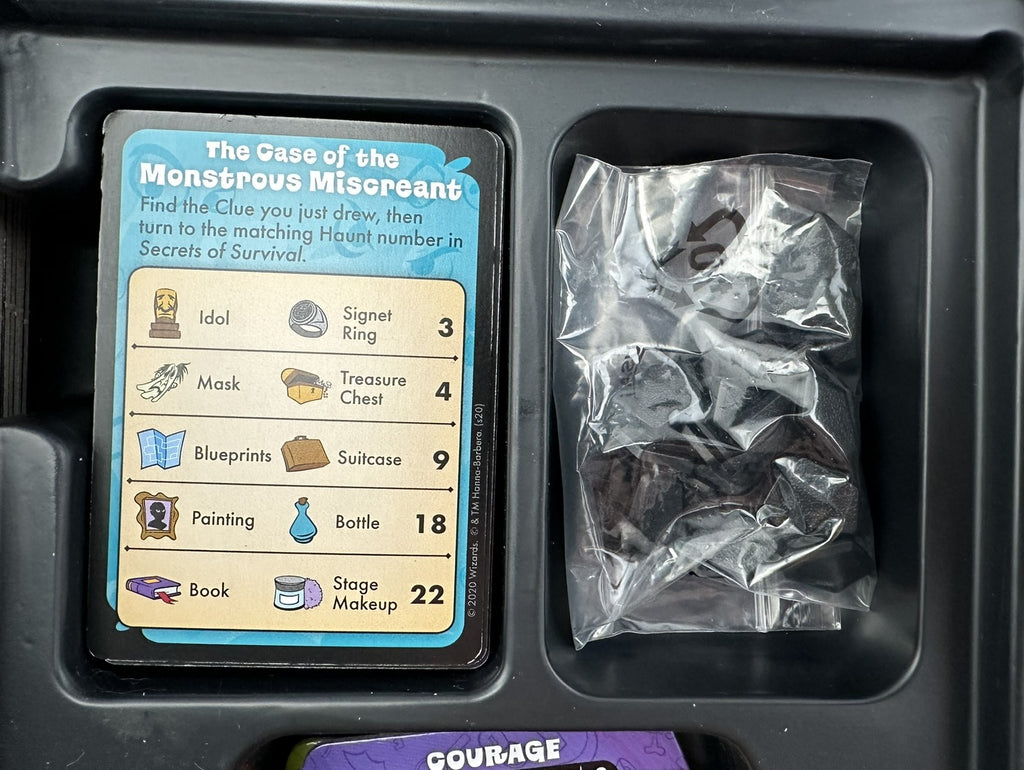 The Case of the
Monstrous Miscreant
Find the Clue you just drew, then
turn to the matching Haunt number in
Secrets of Survival.
Idol
Signet
Ring
3
Mask
Treasure
Chest
4
Blueprints
Suitcase
9
Painting
Bottle
18
Book
Stage
Makeup
22
© 2020 Wizards. © & TM Hanna-Barbera. (s20)
COURAGE